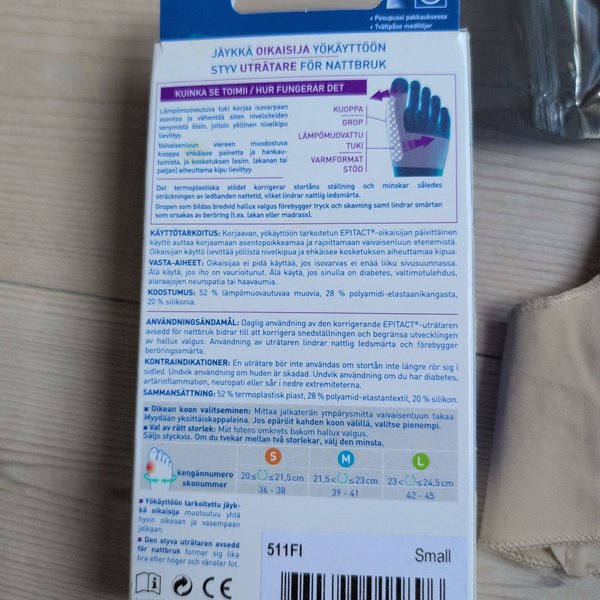 • Pesupussi pakkauksessa
• Tvättpåse medföljer
JÄYKKÄ OIKAISIJA YÖKÄYTTÖÖN
STYV UTRÄTARE FÖR NATTBRUK
KUINKA SE TOIMII / HUR FUNGERAR DET
Lämpömuovautuva tuki korjaa isovarpaan
asentoa ja vähentää siten nivelsiteiden
venymistä öisin, jolloin yöllinen nivelkipu
lievittyy.
Vaivaisenluun viereen muodostuva
kuoppa ehkäisee painetta ja hankau-
tumista, ja kosketuksen (esim. lakanan tai
patjan) aiheuttama kipu lievittyy.
KUOPPA
GROP
LÄMPÖMUOVATTU
TUKI
VARMFORMAT
STÖD
Det termoplastiska stödet korrigerar stortåns ställning och minskar således
sträckningen av ledbanden nattetid, vilket lindrar nattlig ledsmärta.
Gropen som bildas bredvid hallux valgus förebygger tryck och skavning samt lindrar smärtan
som orsakas av beröring (t.ex. lakan eller madrass).
KÄYTTÖTARKOITUS: Korjaavan, yökäyttöön tarkoitetun EPITACT®-oikaisijan päivittäinen
käyttö auttaa korjaamaan asentopoikkeamaa ja rajoittamaan vaivaisenluun etenemistä.
Oikaisijan käyttö lievittää yöllistä nivelkipua ja ehkäisee kosketuksen aiheuttamaa kipua.
VASTA-AIHEET: Oikaisijaa ei pidä käyttää, jos isovarvas ei enää liiku sivusuunnassa.
Älä käytä, jos iho on vaurioitunut. Älä käytä, jos sinulla on diabetes, valtimotulehdus,
alaraajojen neuropatia tai haavauma.
KOOSTUMUS: 52 % lämpömuovautuvaa muovia, 28 % polyamidi-elastaanikangasta,
20 % silikonia.
ANVÄNDNINGSÄNDAMÅL: Daglig användning av den korrigerande EPITACT®-uträtaren
avsedd för nattbruk bidrar till att korrigera snedställningen och begränsa utvecklingen
av hallux valgus. Användningen av uträtaren lindrar nattlig ledsmärta och förebygger
beröringssmärta.
KONTRAINDIKATIONER: En uträtare bör inte användas om stortån inte längre rör sig i
sidled. Undvik användning om huden är skadad. Undvik användning om du har diabetes,
artärinflammation, neuropati eller sår i nedre extremiteterna.
SAMMANSÄTTNING: 52 % termoplastisk plast, 28 % polyamid-elastantextil, 20 % silikon.
▪ Oikean koon valitseminen: Mittaa jalkaterän ympärysmitta vaivaisenluun takaa.
Myydään yksittäiskappaleina. Jos epäröit kahden koon välillä, valitse pienempi.
▪ Val av rätt storlek: Mät fotens omkrets bakom hallux valgus.
Säljs styckvis. Om du tvekar mellan två storlekar, välj den minsta.
S M L
kengännumero
skonummer
20≤ ≤21,5cm 21,5< ≤23cm 23< ≤24,5cm
36 - 38 39 - 41 42 - 45
▪ Yökäyttöön tarkoitettu jäyk-
kä oikaisija muotoutuu yhtä
hyvin oikeaan ja vasempaan
jalkaan.
▪ Den styva uträtaren avsedd
för nattbruk formar sig lika
bra efter höger och vänster fot.
511FI Small
CE